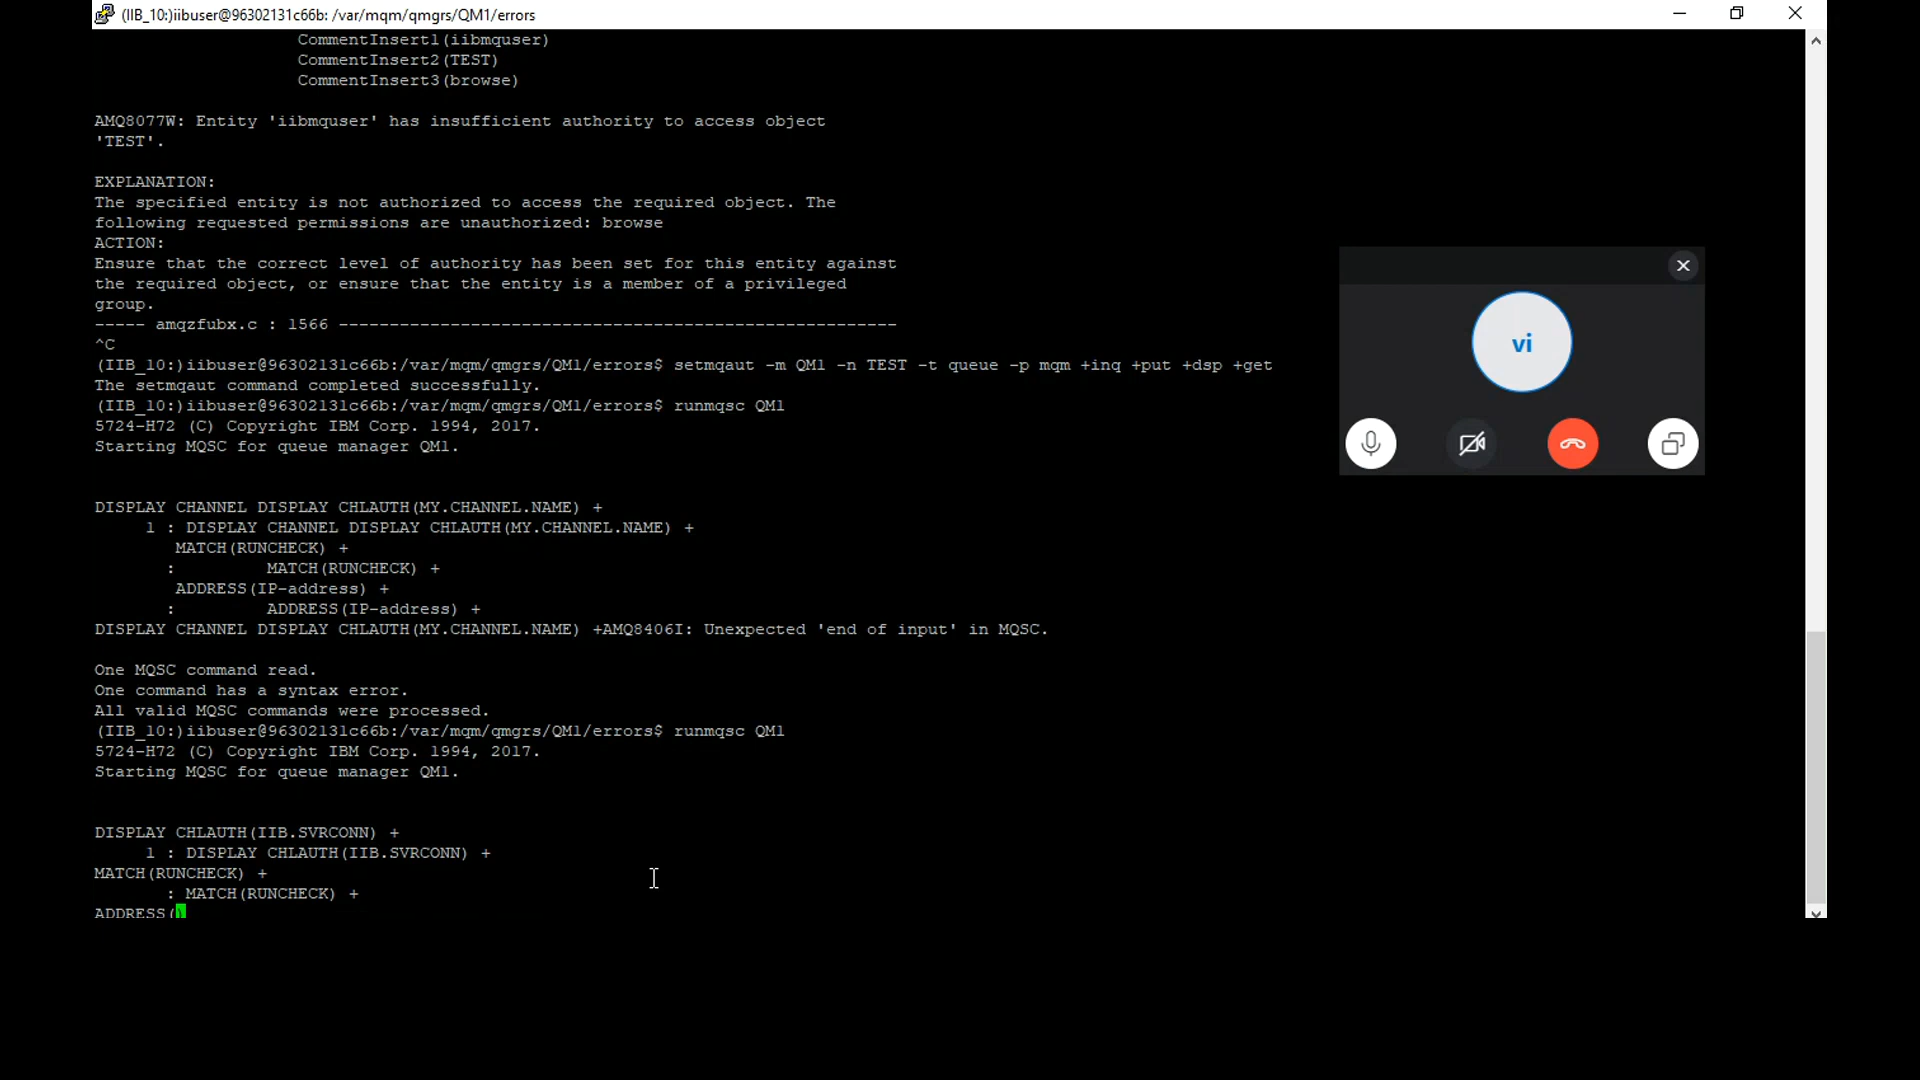 (IIB_10:)iibuser@96302131c66b: /var/mqm/qmgrs/QM1/errors
CommentInsert1(iibmquser)
CommentInsert2(TEST)
CommentInsert3(browse)
AMQ8077W: Entity 'iibmquser' has insufficient authority to access object
'TEST'.
EXPLANATION:
The specified entity is not authorized to access the required object. The
following requested permissions are unauthorized: browse
ACTION:
Ensure that the correct level of authority has been set for this entity against
the required object, or ensure that the entity is a member of a privileged
group.
----- amqzfubx.c : 1566 -------------------------------------------------------
^C
(IIB_10:)iibuser@96302131c66b:/var/mqm/qmgrs/QM1/errors$ setmqaut -m QM1 -n TEST -t queue -p mqm +inq +put +dsp +get
The setmqaut command completed successfully.
(IIB_10:)iibuser@96302131c66b:/var/mqm/qmgrs/QM1/errors$ runmqsc QM1
5724-H72 (C) Copyright IBM Corp. 1994, 2017.
Starting MQSC for queue manager QM1.
DISPLAY CHANNEL DISPLAY CHLAUTH(MY.CHANNEL.NAME) +
1 : DISPLAY CHANNEL DISPLAY CHLAUTH(MY.CHANNEL.NAME) +
MATCH(RUNCHECK) +
: MATCH(RUNCHECK) +
ADDRESS(IP-address) +
: ADDRESS(IP-address) +
DISPLAY CHANNEL DISPLAY CHLAUTH(MY.CHANNEL.NAME) +AMQ8406I: Unexpected 'end of input' in MQSC.
One MQSC command read.
One command has a syntax error.
All valid MQSC commands were processed.
(IIB_10:)iibuser@96302131c66b:/var/mqm/qmgrs/QM1/errors$ runmqsc QM1
5724-H72 (C) Copyright IBM Corp. 1994, 2017.
Starting MQSC for queue manager QM1.
DISPLAY CHLAUTH(IIB.SVRCONN) +
1 : DISPLAY CHLAUTH(IIB.SVRCONN) +
MATCH(RUNCHECK) +
: MATCH(RUNCHECK) +
ADDRESS()
vi